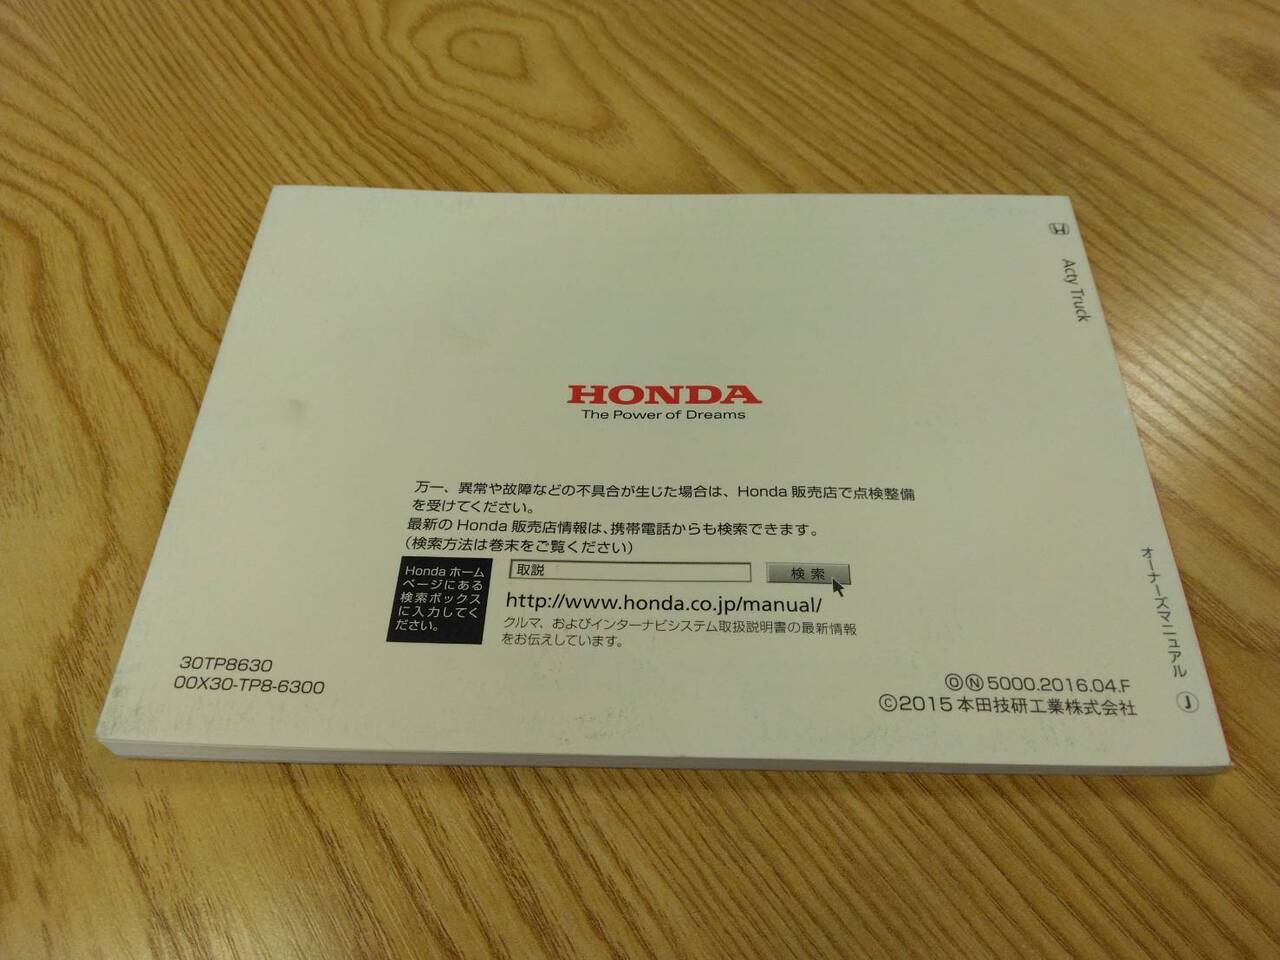 Acty Truck
HONDA
The Power of Dreams
万一、異常や故障などの不具合が生じた場合は、Honda 販売店で点検整備
を受けてください。
最新の Honda 販売店情報は、携帯電話からも検索できます。
（検索方法は巻末をご覧ください）
Honda ホーム
ページにある
検索ボックス
に入力してく
ださい。
取説
検 索
http://www.honda.co.jp/manual/
クルマ、およびインターナビシステム取扱説明書の最新情報
をお伝えしています。
オーナーズマニュアル Ⓙ
30TP8630
00X30-TP8-6300
ⓄⓃ 5000.2016.04.F
©2015 本田技研工業株式会社